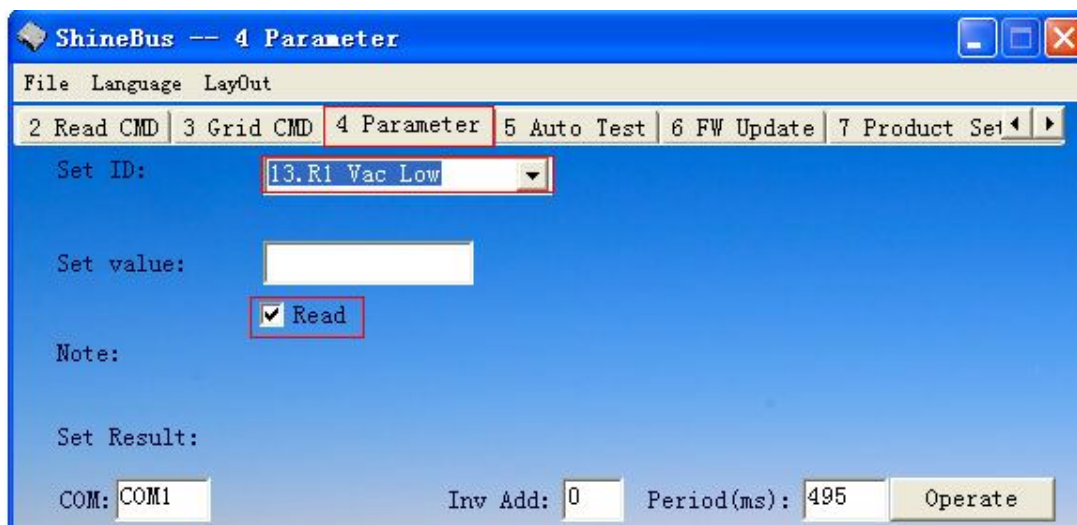 ShineBus -- 4 Parameter
File Language LayOut
2 Read CMD 3 Grid CMD 4 Parameter 5 Auto Test 6 FW Update 7 Product Set
Set ID: 13.R1 Vac Low
Set value:
Read
Note:
Set Result:
COM: COM1 Inv Add: 0 Period(ms): 495 Operate